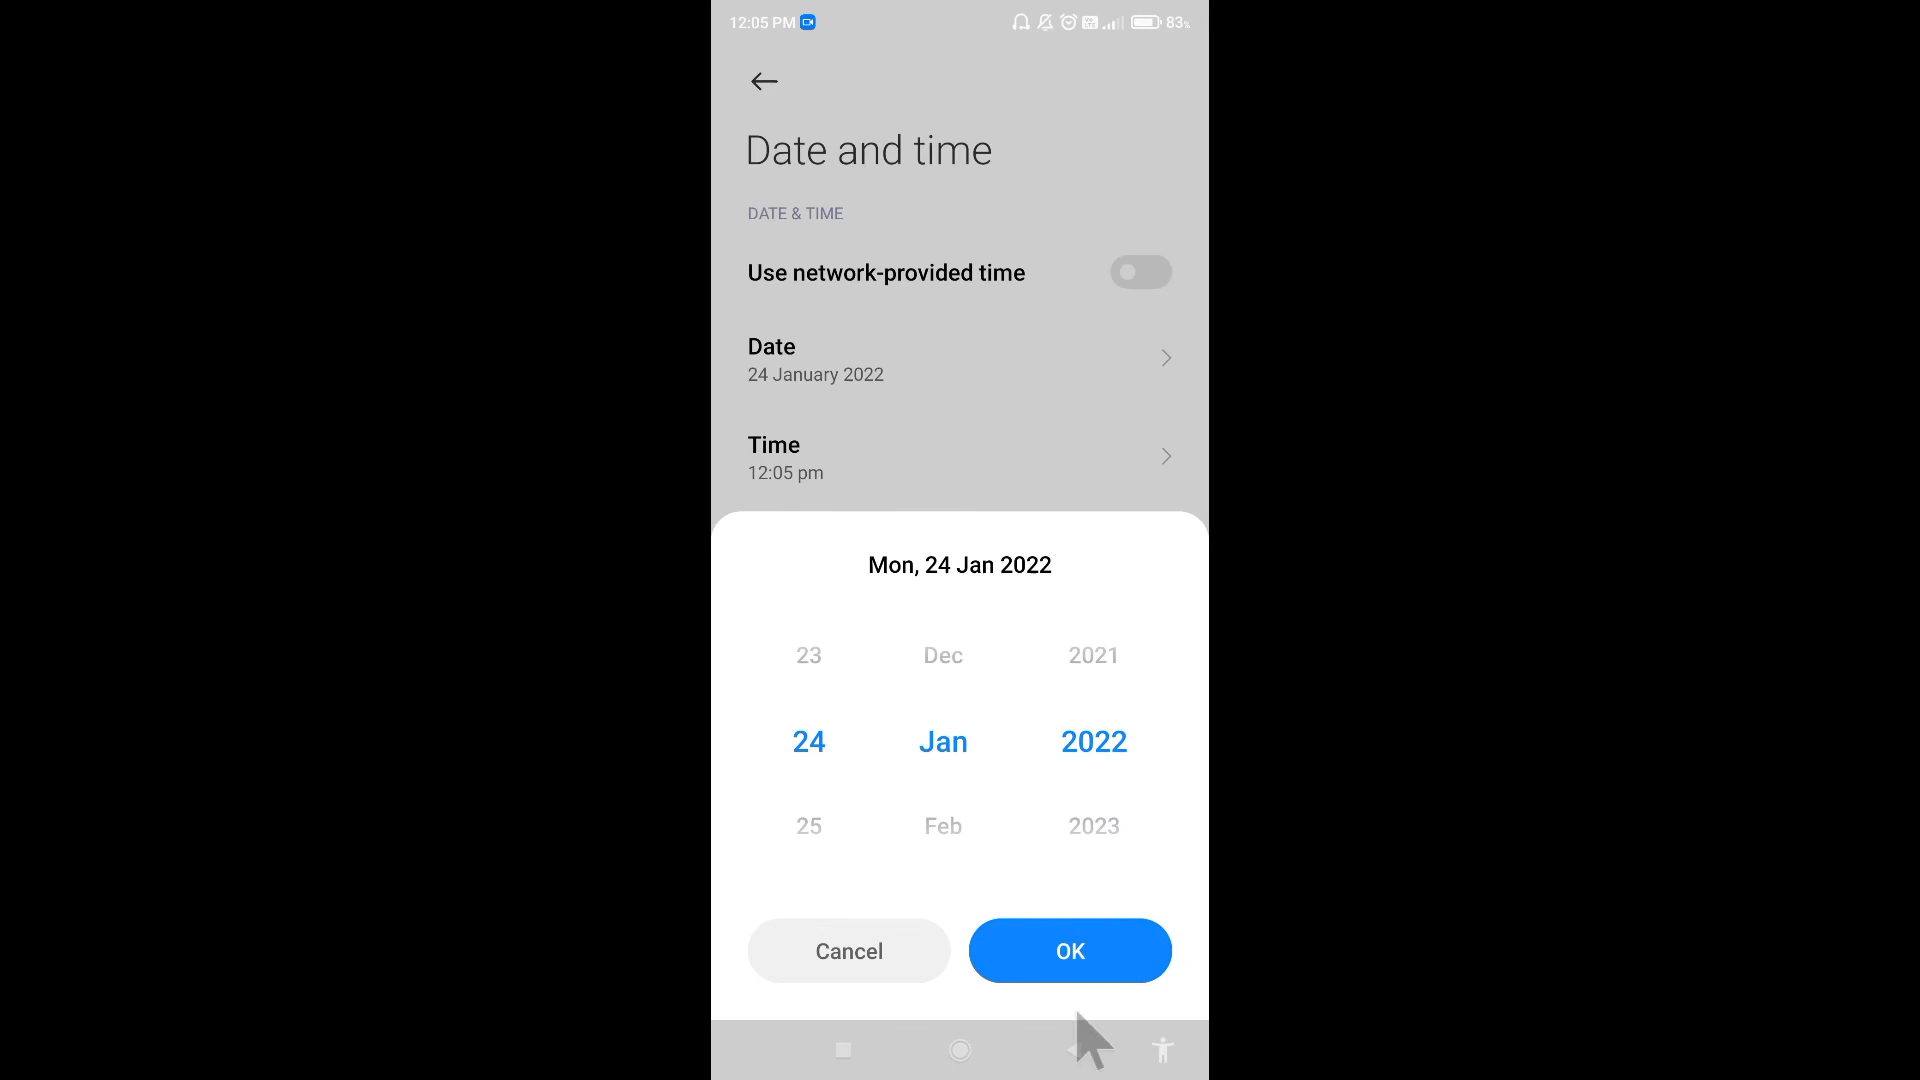 12:05 PM 83%
Date and time
DATE & TIME
Use network-provided time
Date
24 January 2022
Time
12:05 pm
Mon, 24 Jan 2022
23 Dec 2021
24 Jan 2022
25 Feb 2023
Cancel OK